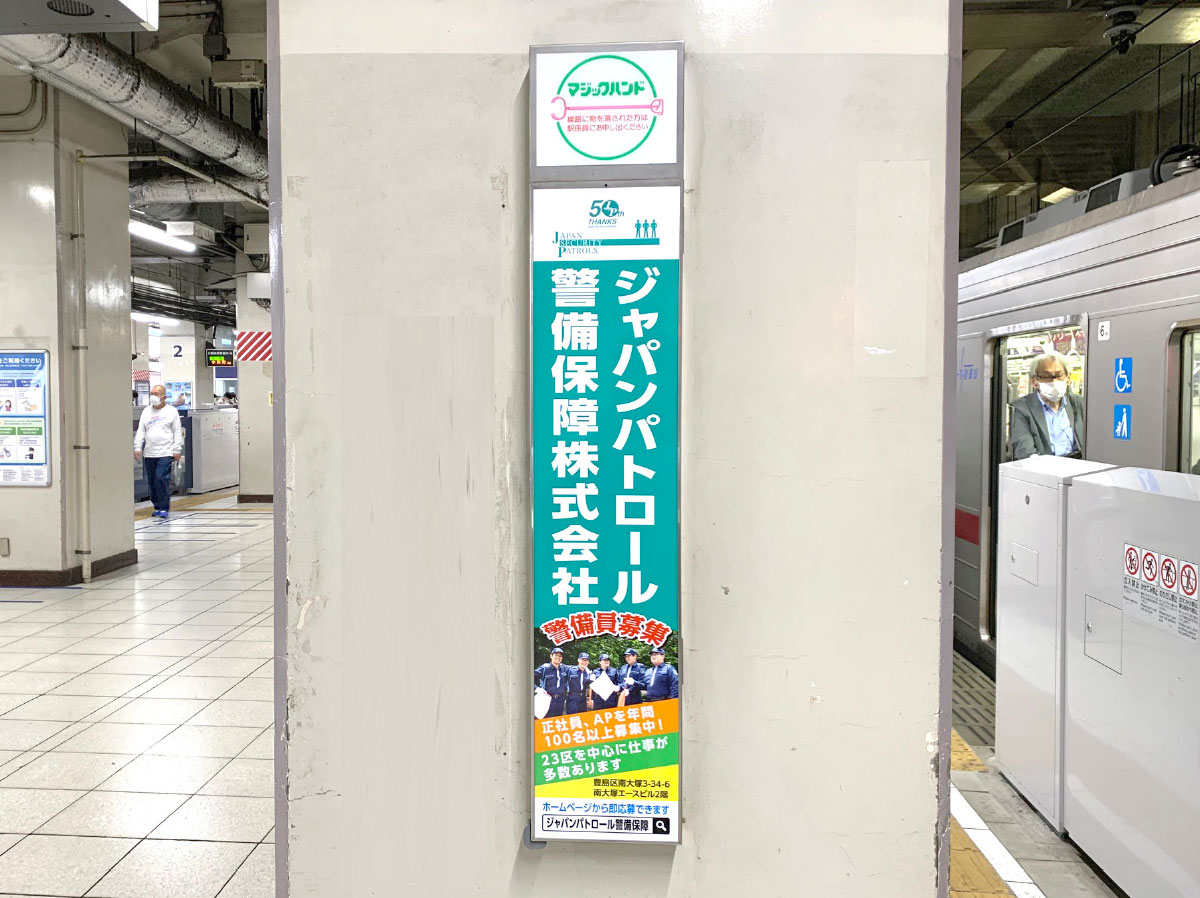 マジックハンド
線路に物を落された方は
駅係員にお申し出ください
50th
THANKS
JAPAN
SECURITY
PATROLS
ジャパンパトロール
警備保障株式会社
警備員募集
正社員、APを年間
100名以上募集中!
23区を中心に仕事が
多数あります
豊島区南大塚3-34-6
南大塚エースビル2階
ホームページから即応募できます
ジャパンパトロール警備保障
2
6